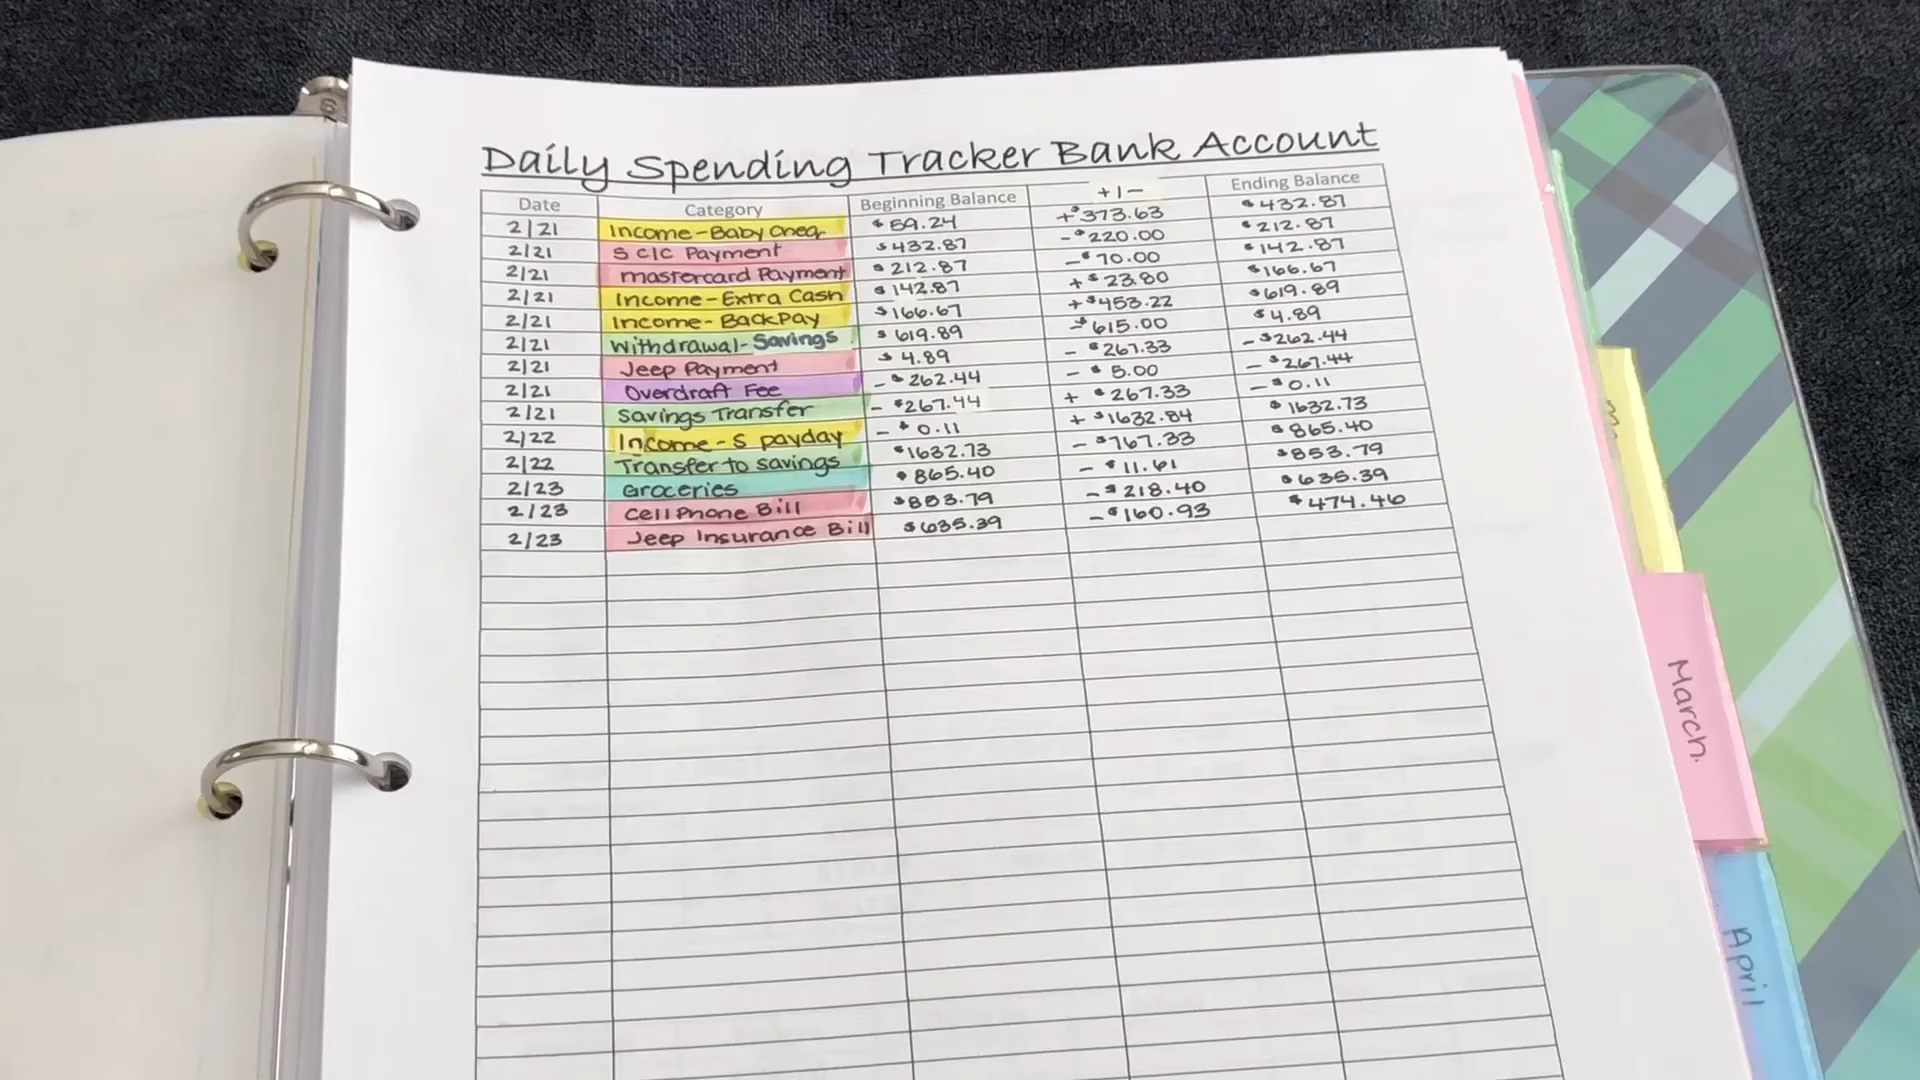 Daily Spending Tracker Bank Account
Date Category Beginning Balance +/- Ending Balance
2/21 Income-Baby Cheq $59.24 +$373.63 $432.87
2/21 S C/C Payment $432.87 -$220.00 $212.87
2/21 mastercard Payment $212.87 -$70.00 $142.87
2/21 Income-Extra Cash $142.87 +$23.80 $166.67
2/21 Income-BackPay $166.67 +$453.22 $619.89
2/21 Withdrawal-Savings $619.89 -$615.00 $4.89
2/21 Jeep Payment $4.89 -$267.33 -$262.44
2/21 Overdraft Fee -$262.44 -$5.00 -$267.44
2/21 Savings Transfer -$267.44 +$267.33 -$0.11
2/22 Income-S payday -$0.11 +$1632.84 $1632.73
2/22 Transfer to savings $1632.73 -$767.33 $865.40
2/23 Groceries $865.40 -$11.61 $853.79
2/23 Cell Phone Bill $853.79 -$218.40 $635.39
2/23 Jeep Insurance Bill $635.39 -$160.93 $474.46
March.
April